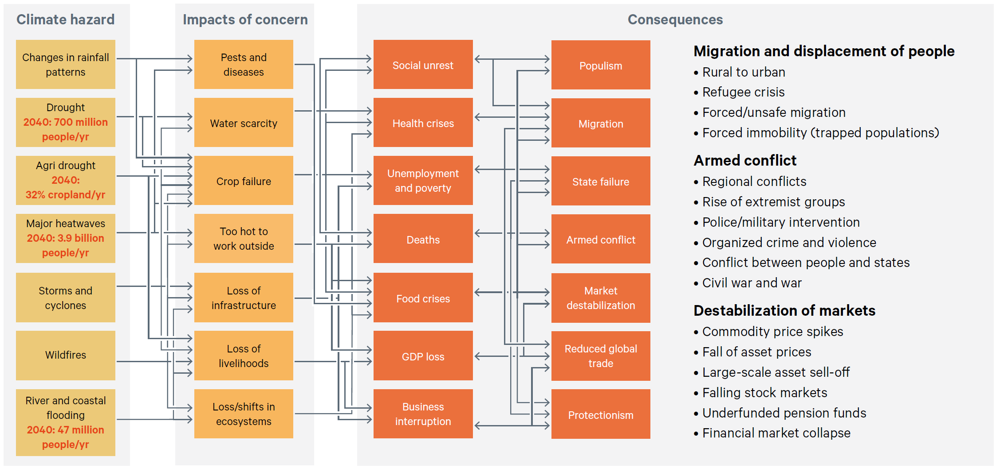 Climate hazard
Impacts of concern
Consequences
Changes in rainfall
patterns
Drought
2040: 700 million
people/yr
Agri drought
2040:
32% cropland/yr
Major heatwaves
2040: 3.9 billion
people/yr
Storms and
cyclones
Wildfires
River and coastal
flooding
2040: 47 million
people/yr
Pests and
diseases
Water scarcity
Crop failure
Too hot to
work outside
Loss of
infrastructure
Loss of
livelihoods
Loss/shifts in
ecosystems
Social unrest
Health crises
Unemployment
and poverty
Deaths
Food crises
GDP loss
Business
interruption
Populism
Migration
State failure
Armed conflict
Market
destabilization
Reduced global
trade
Protectionism
Migration and displacement of people
• Rural to urban
• Refugee crisis
• Forced/unsafe migration
• Forced immobility (trapped populations)
Armed conflict
• Regional conflicts
• Rise of extremist groups
• Police/military intervention
• Organized crime and violence
• Conflict between people and states
• Civil war and war
Destabilization of markets
• Commodity price spikes
• Fall of asset prices
• Large-scale asset sell-off
• Falling stock markets
• Underfunded pension funds
• Financial market collapse